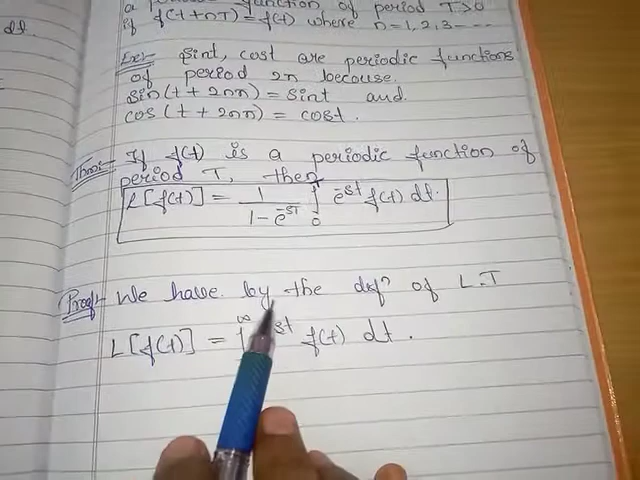 dt.
function of period T>0
if f(t+nT)=f(t) where n=1,2,3----
Ex:- sint, cost are periodic functions
of period 2π because.
sin(t+2nπ)=sint and
cos(t+2nπ)=cost.
Thm:- If f(t) is a periodic function of
period T, then
L[f(t)] = 1/(1-e^-sT) ∫0^T e^-st f(t) dt.
Proof:- We have by the def? of L.T
L[f(t)] = ∫^∞ st f(t) dt.